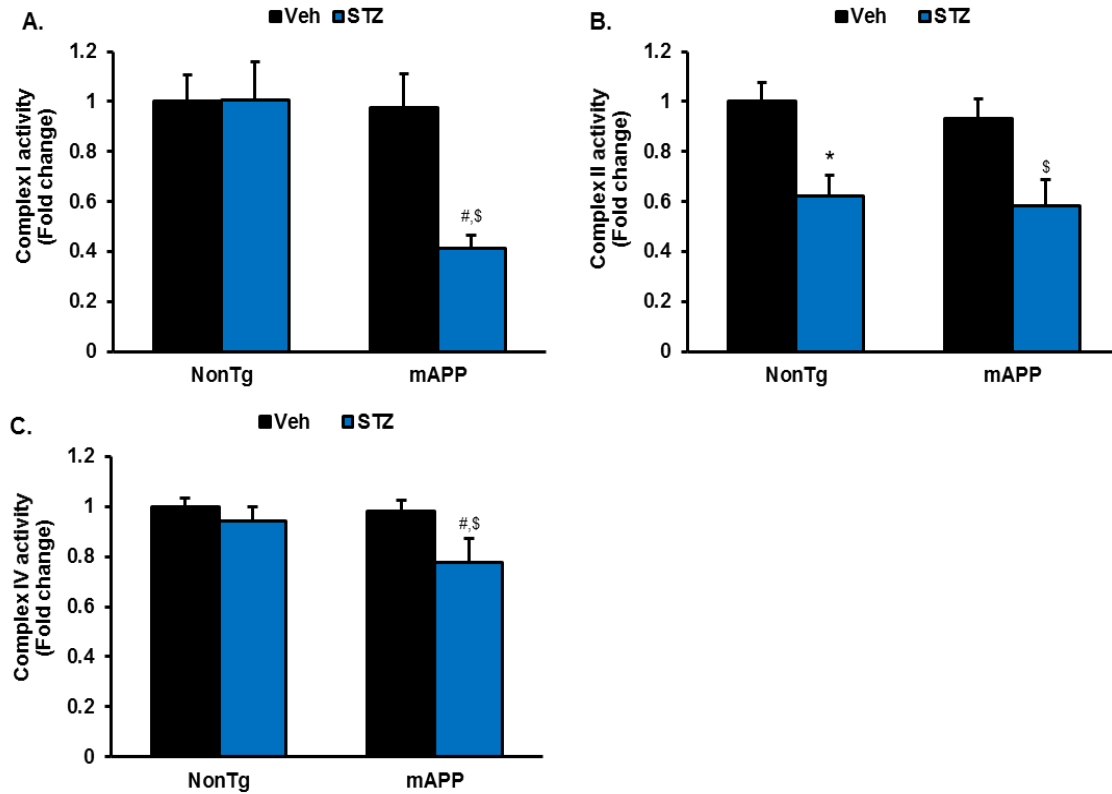 A.
Veh STZ
Complex I activity
(Fold change)
1.2
1
0.8
0.6
0.4
0.2
0
#,$
NonTg mAPP
B.
Veh STZ
Complex II activity
(Fold change)
1.2
1
0.8
0.6
0.4
0.2
0
*
$
NonTg mAPP
C.
Veh STZ
Complex IV activity
(Fold change)
1.2
1
0.8
0.6
0.4
0.2
0
#,$
NonTg mAPP